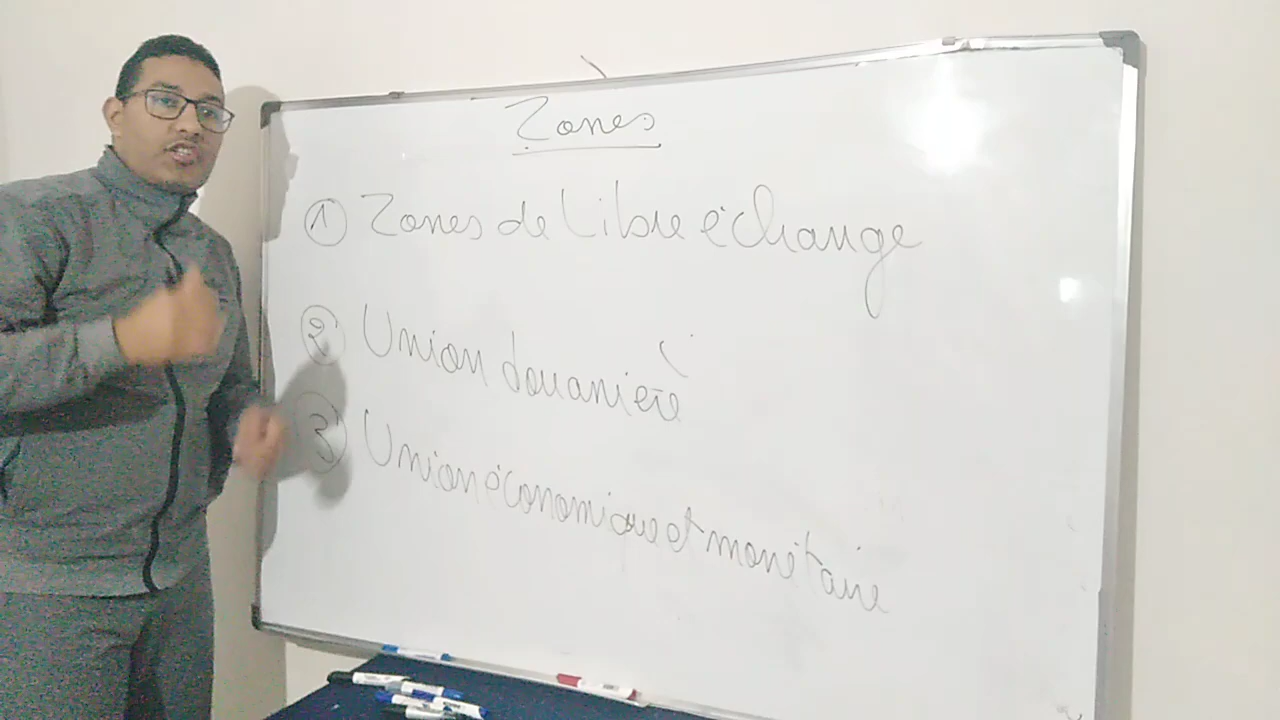 Zones
1 Zones de Libre échange
2 Union douanière
3 Union économique et monétaire